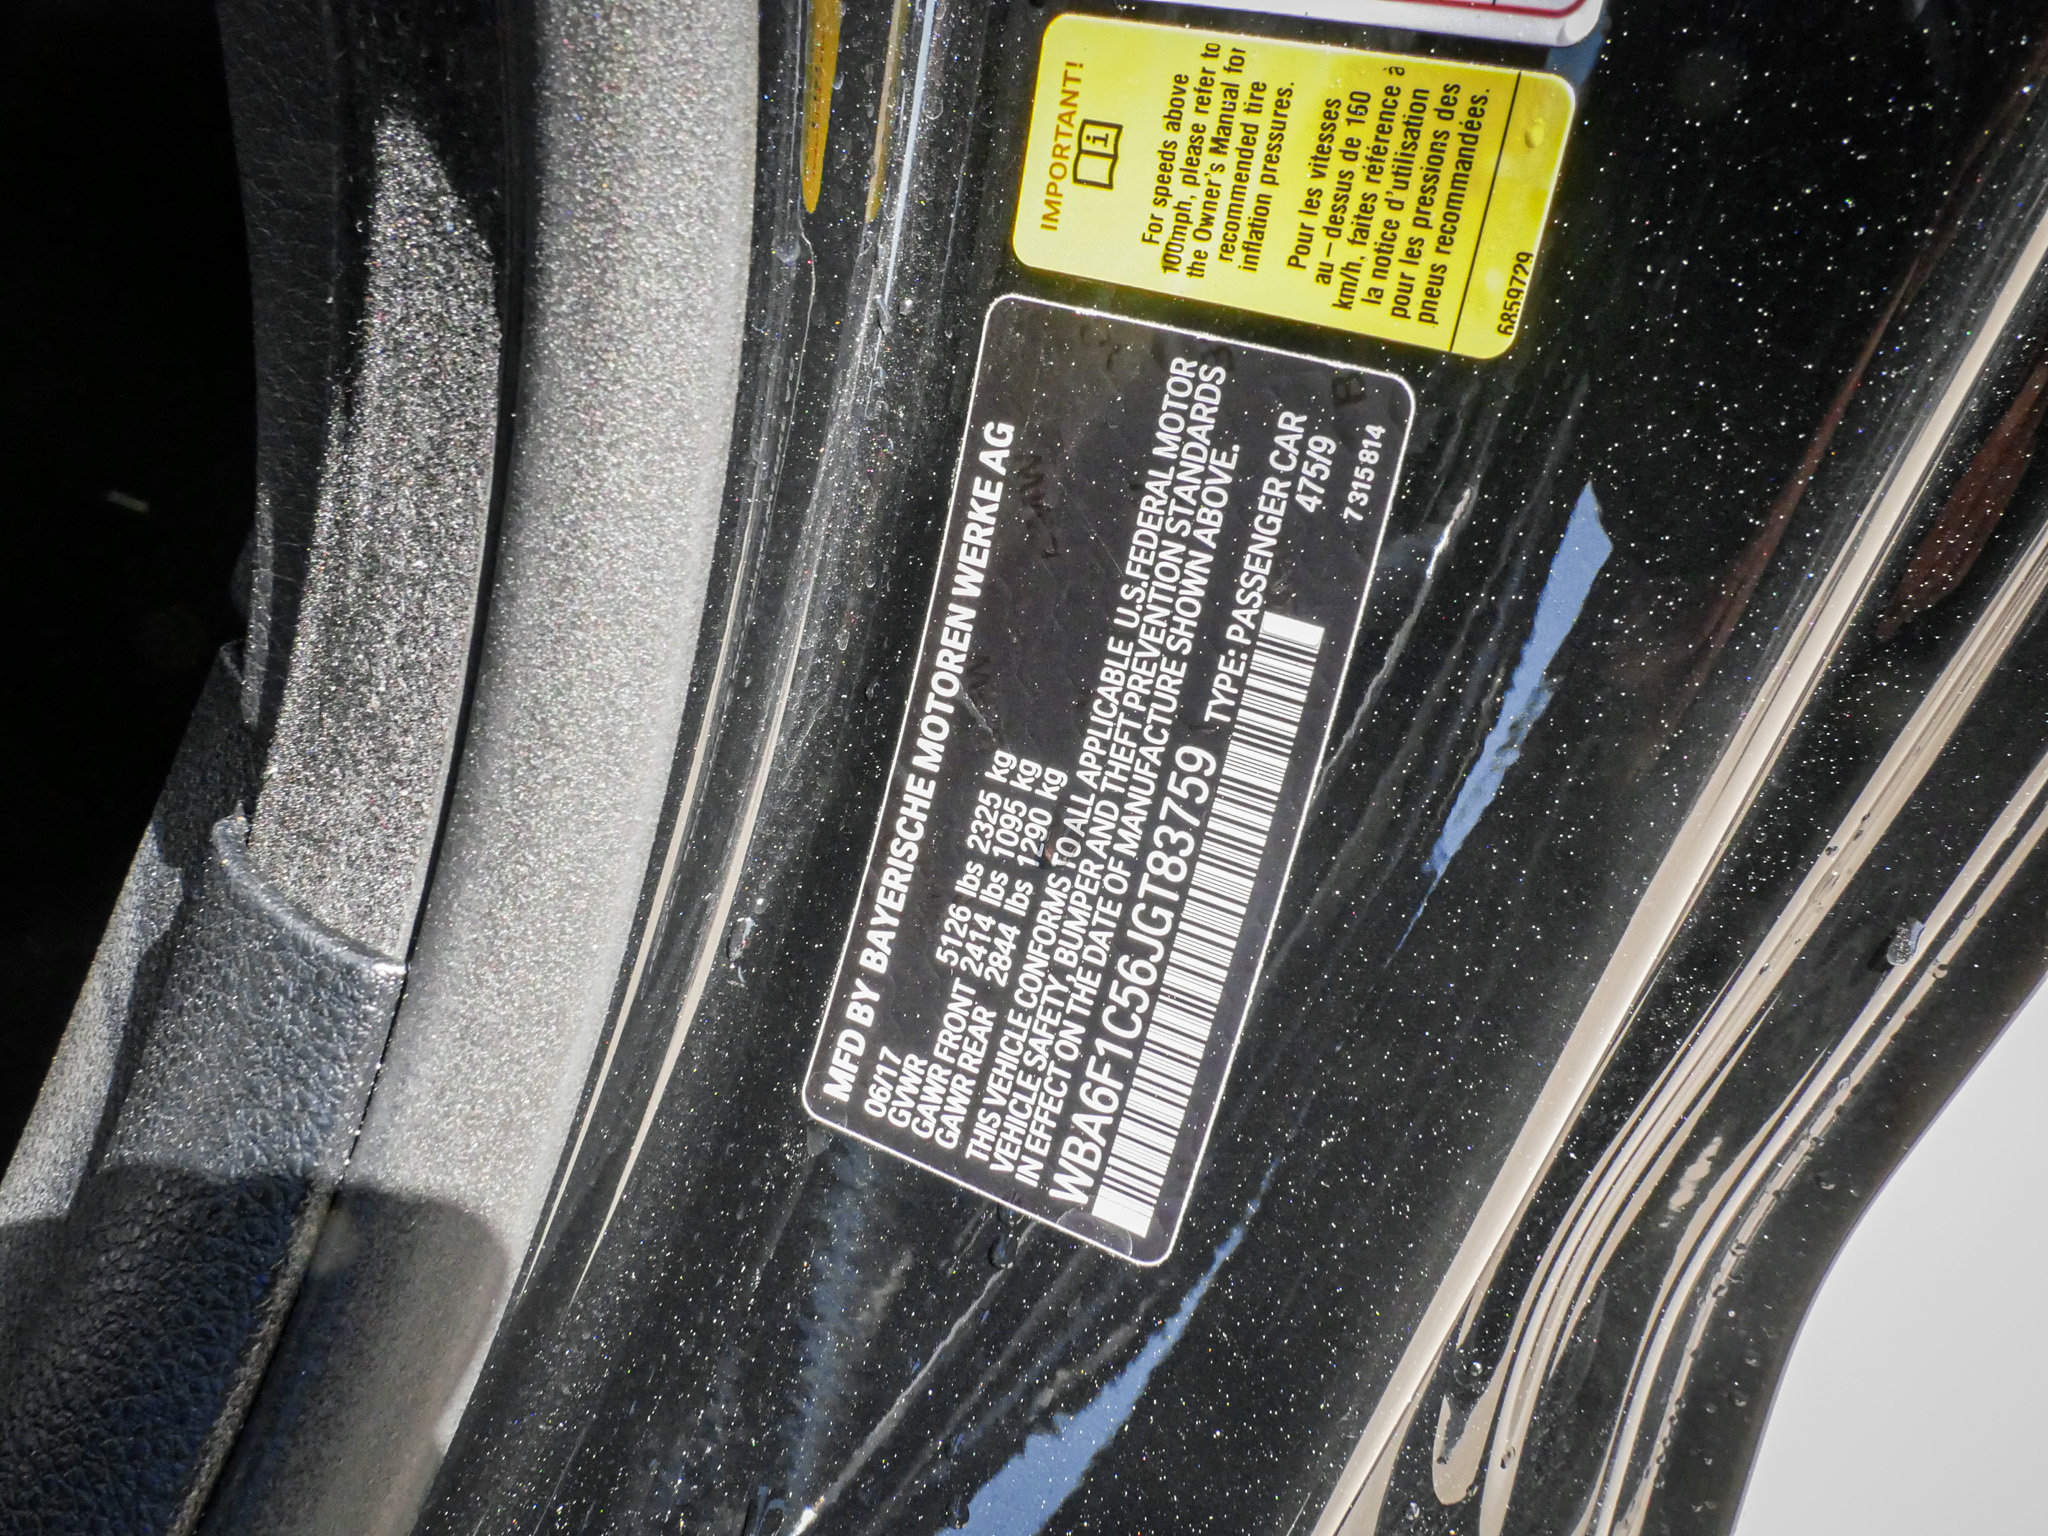 IMPORTANT!
For speeds above
100mph, please refer to
the Owner's Manual for
recommended tire
inflation pressures.
Pour les vitesses
au-dessus de 160
km/h, faites référence à
la notice d'utilisation
pour les pressions des
pneus recommandées.
6859729
MFD BY BAYERISCHE MOTOREN WERKE AG
06/17
GVWR 5126 lbs 2325 kg
GAWR FRONT 2414 lbs 1095 kg
GAWR REAR 2844 lbs 1290 kg
THIS VEHICLE CONFORMS TO ALL APPLICABLE U.S.FEDERAL MOTOR
VEHICLE SAFETY, BUMPER AND THEFT PREVENTION STANDARDS
IN EFFECT ON THE DATE OF MANUFACTURE SHOWN ABOVE.
WBA6F1C56JGT83759 TYPE: PASSENGER CAR
475/9
7 315 814